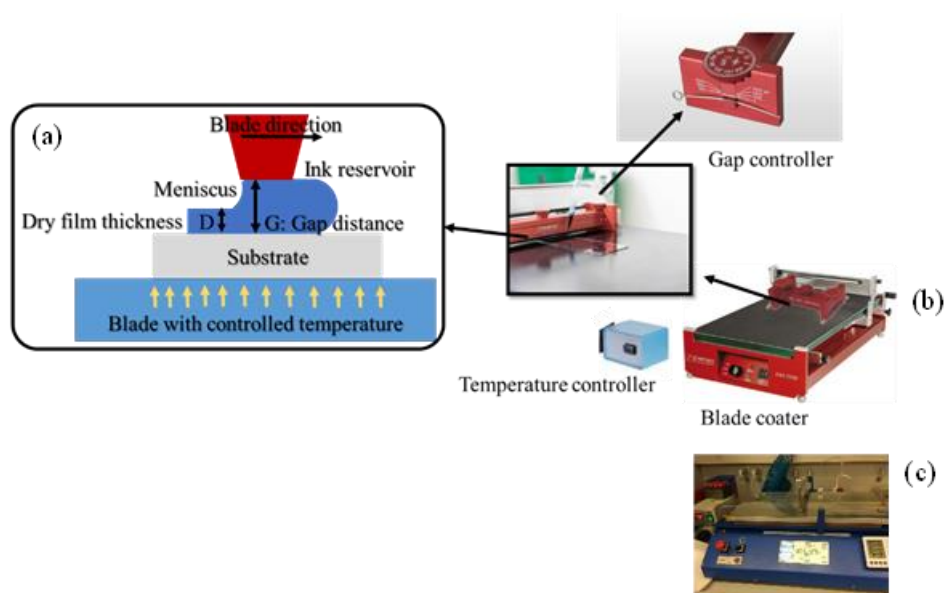 (a)
Blade direction
Ink reservoir
Meniscus
Dry film thickness
D
G: Gap distance
Substrate
Blade with controlled temperature
Gap controller
(b)
Temperature controller
Blade coater
(c)